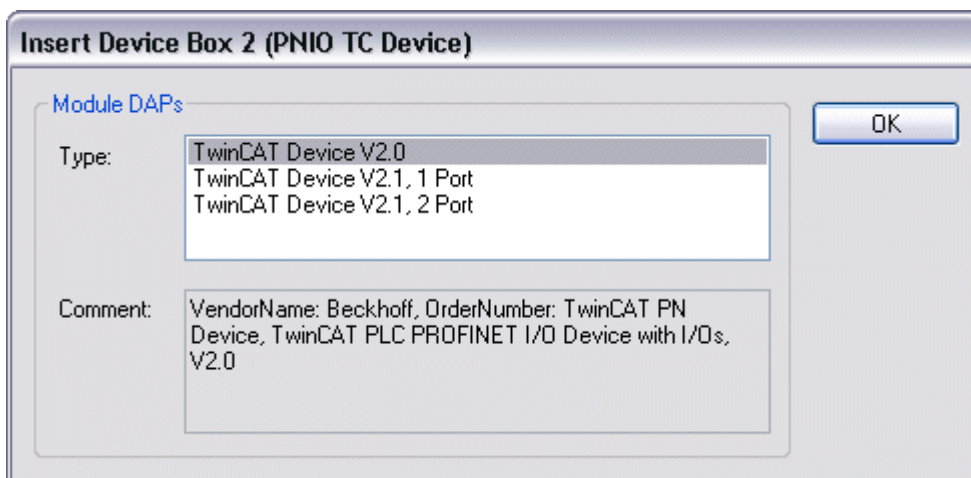 Insert Device Box 2 (PNIO TC Device)
Module DAPs
OK
Type:
TwinCAT Device V2.0
TwinCAT Device V2.1, 1 Port
TwinCAT Device V2.1, 2 Port
Comment:
VendorName: Beckhoff, OrderNumber: TwinCAT PN
Device, TwinCAT PLC PROFINET I/O Device with I/Os,
V2.0